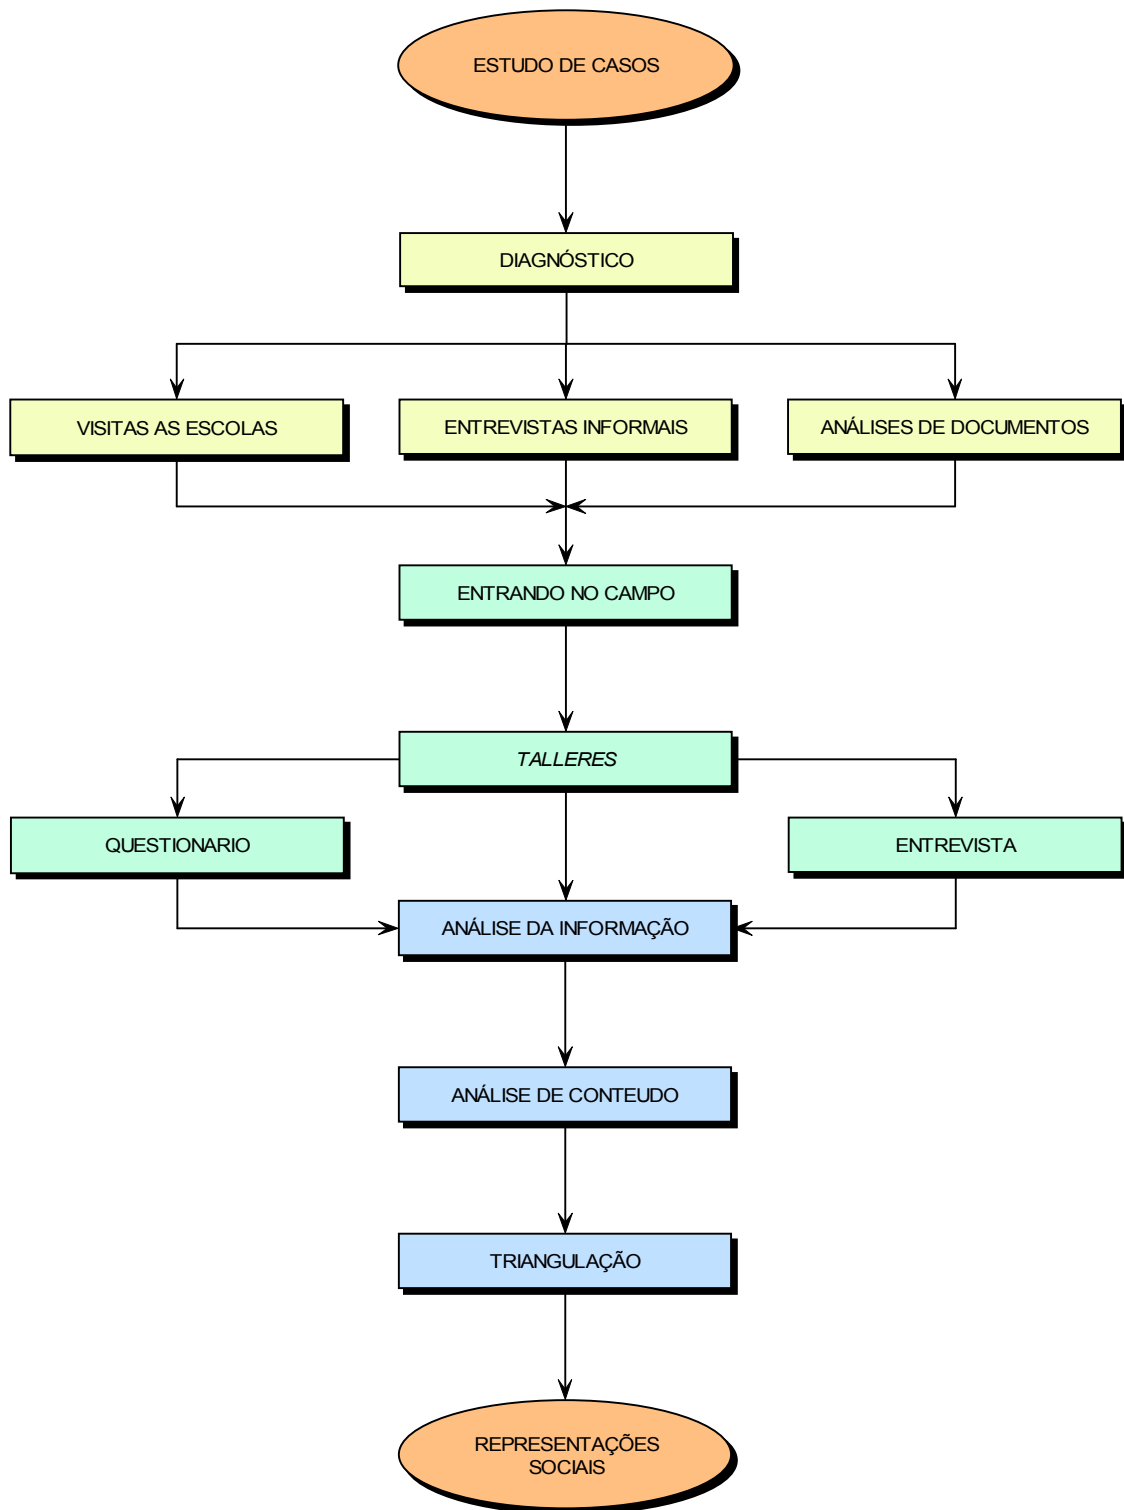 ESTUDO DE CASOS
DIAGNÓSTICO
VISITAS AS ESCOLAS
ENTREVISTAS INFORMAIS
ANÁLISES DE DOCUMENTOS
ENTRANDO NO CAMPO
TALLERES
QUESTIONARIO
ENTREVISTA
ANÁLISE DA INFORMAÇÃO
ANÁLISE DE CONTEUDO
TRIANGULAÇÃO
REPRESENTAÇÕES
SOCIAIS